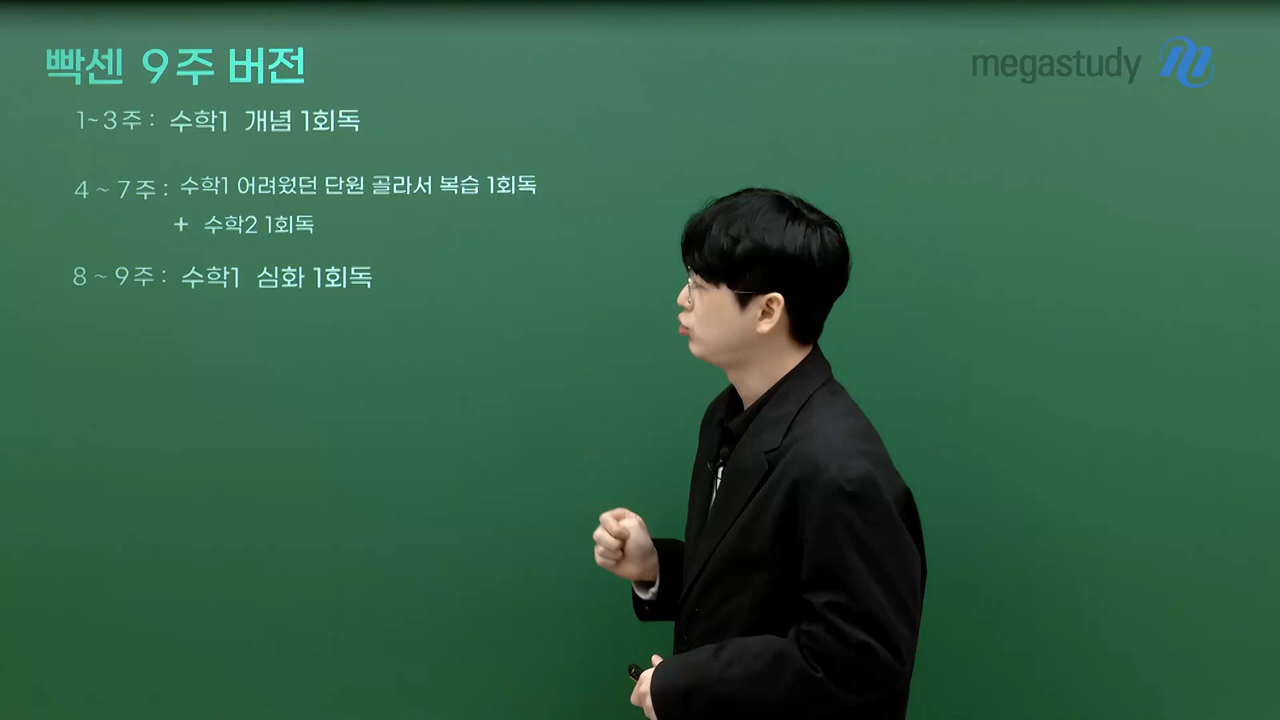 빡센 9주 버전
megastudy
1~3주 : 수학1 개념 1회독
4 ~ 7주 : 수학1 어려웠던 단원 골라서 복습 1회독
+ 수학2 1회독
8 ~ 9주 : 수학1 심화 1회독